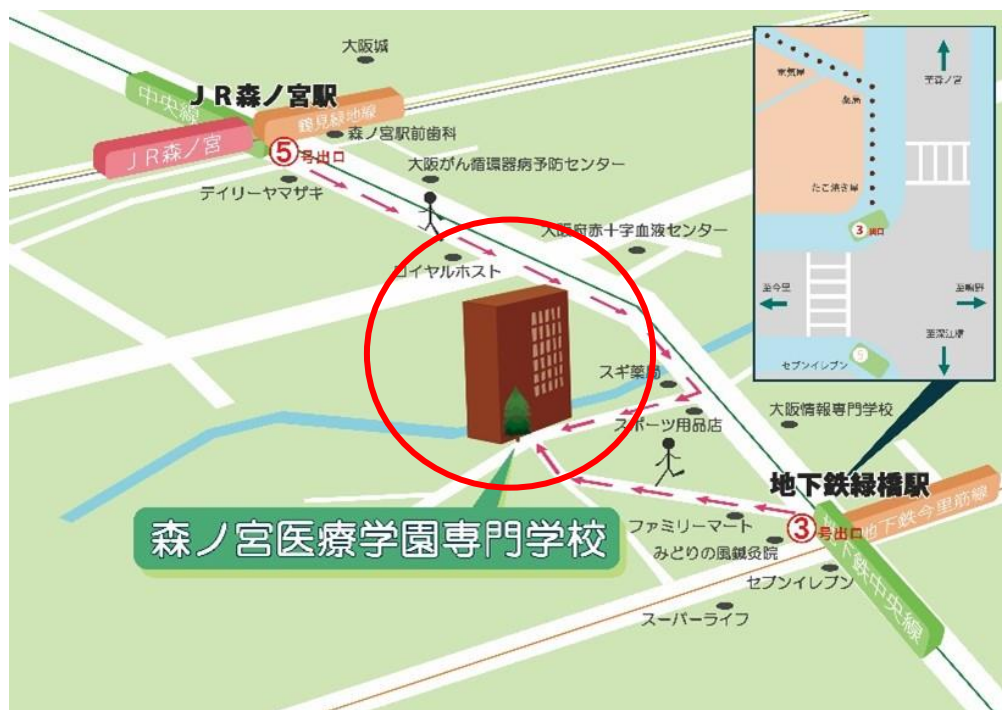 大阪城
JR森ノ宮駅
中央線
鶴見緑地線
JR森ノ宮
⑤号出口
森ノ宮駅前歯科
大阪がん循環器病予防センター
デイリーヤマザキ
大阪府赤十字血液センター
ロイヤルホスト
スギ薬局
スポーツ用品店
大阪情報専門学校
地下鉄緑橋駅
地下鉄今里筋線
③号出口
ファミリーマート
みどりの風鍼灸院
セブンイレブン
地下鉄中央線
スーパーライフ
森ノ宮医療学園専門学校
至森ノ宮
たこ焼き屋
③出口
至今里
至鴫野
至深江橋
セブンイレブン